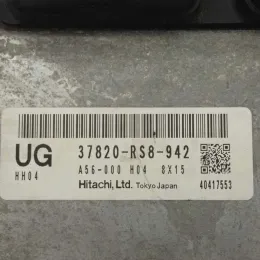 UG
37820-RS8-942
HH04
A56-000 H04 8X15
Hitachi, Ltd. Tokyo Japan
40417553